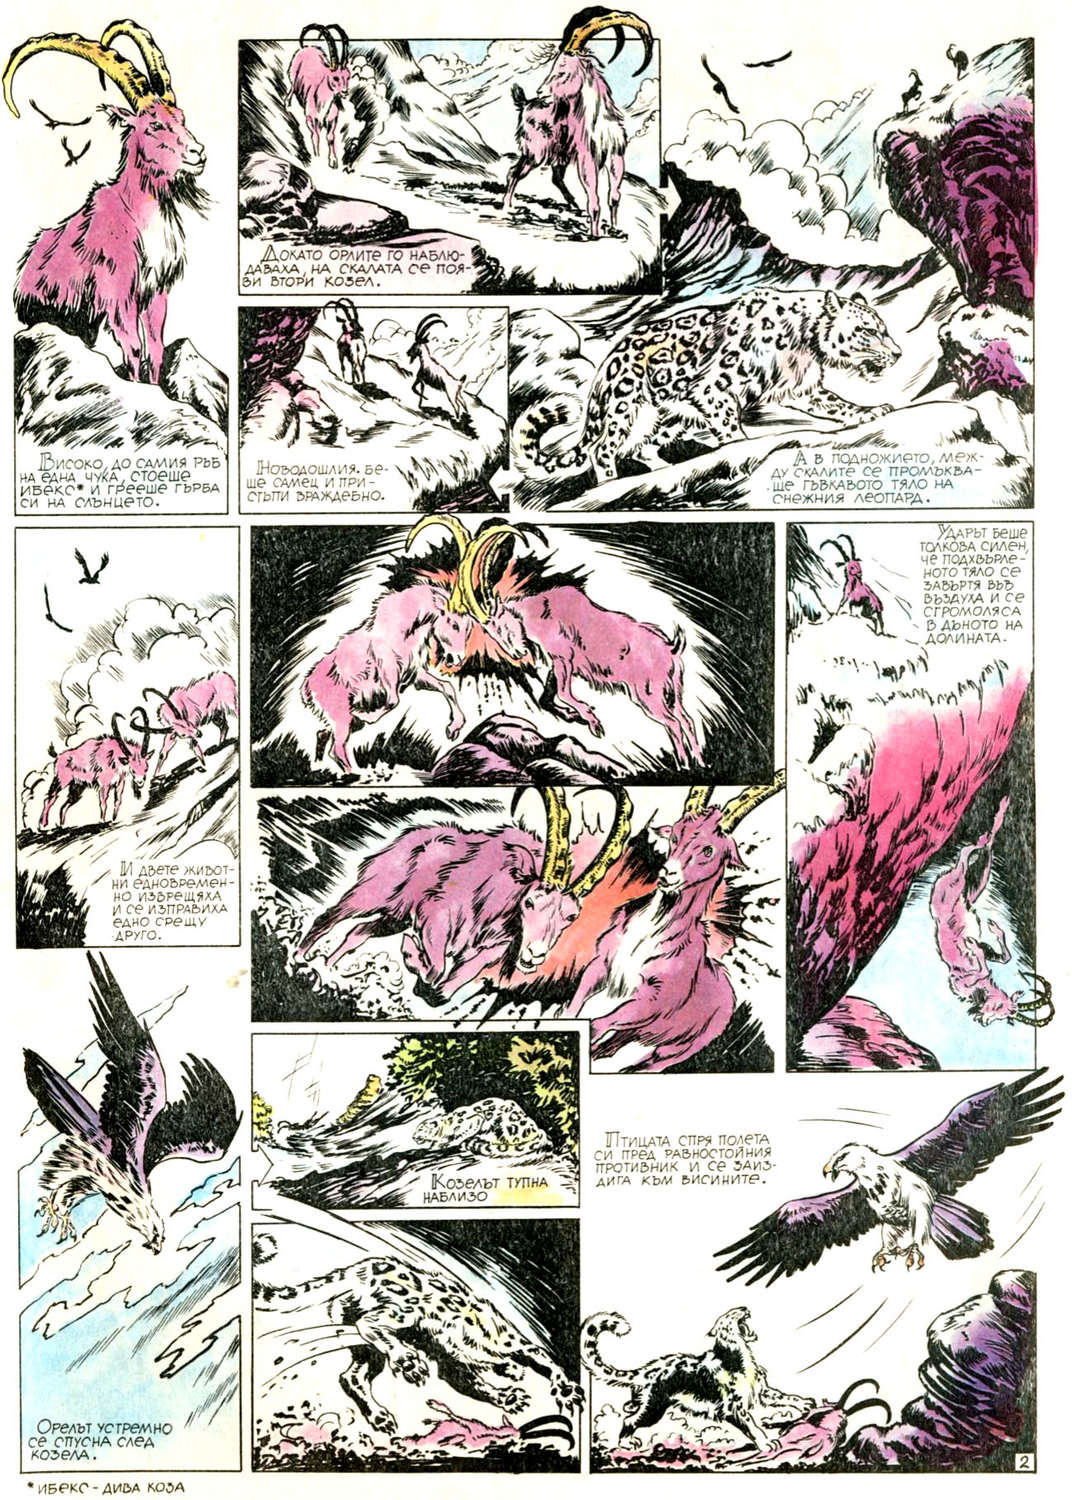 Високо, до самия ръб
на една чука, стоеше
ибекс* и грееше гърба
си на слънцето.
Докато орлите го наблю-
даваха, на скалата се поя-
ви втори козел.
Новодошлия. бе-
ше самец и при-
стъпи враждебно.
А в подножието, меж-
ду скалите се промъква-
ше гъвкавото тяло на
снежния леопард.
И двете живот-
ни едновремен-
но изврещяха
и се изправиха
едно срещу
друго.
Ударът беше
толкова силен,
че подхвърле-
ното тяло се
завъртя във
въздуха и се
сгромоляса
в дъното на
долината.
Орелът устремно
се спусна след
козела.
Козелът тупна
наблизо
Птицата спря полета
си пред равностойния
противник и се заиз-
дига към висините.
2
*ибекс - дива коза